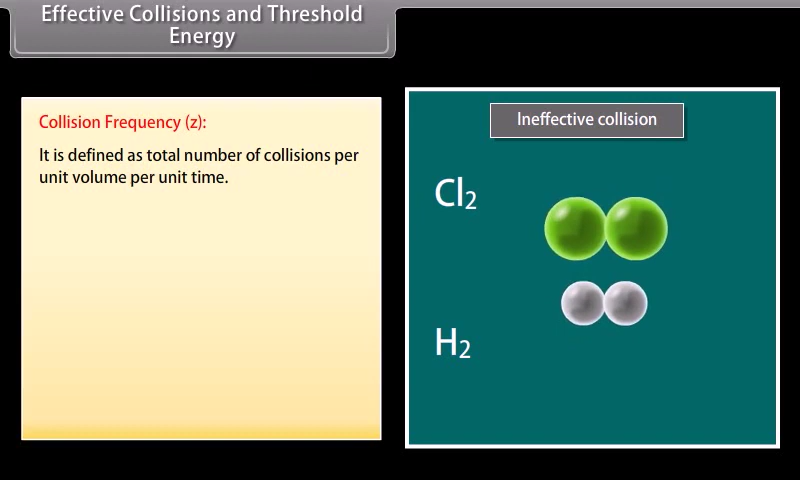 Effective Collisions and Threshold
Energy
Collision Frequency (z):
It is defined as total number of collisions per
unit volume per unit time.
Ineffective collision
Cl₂
H₂